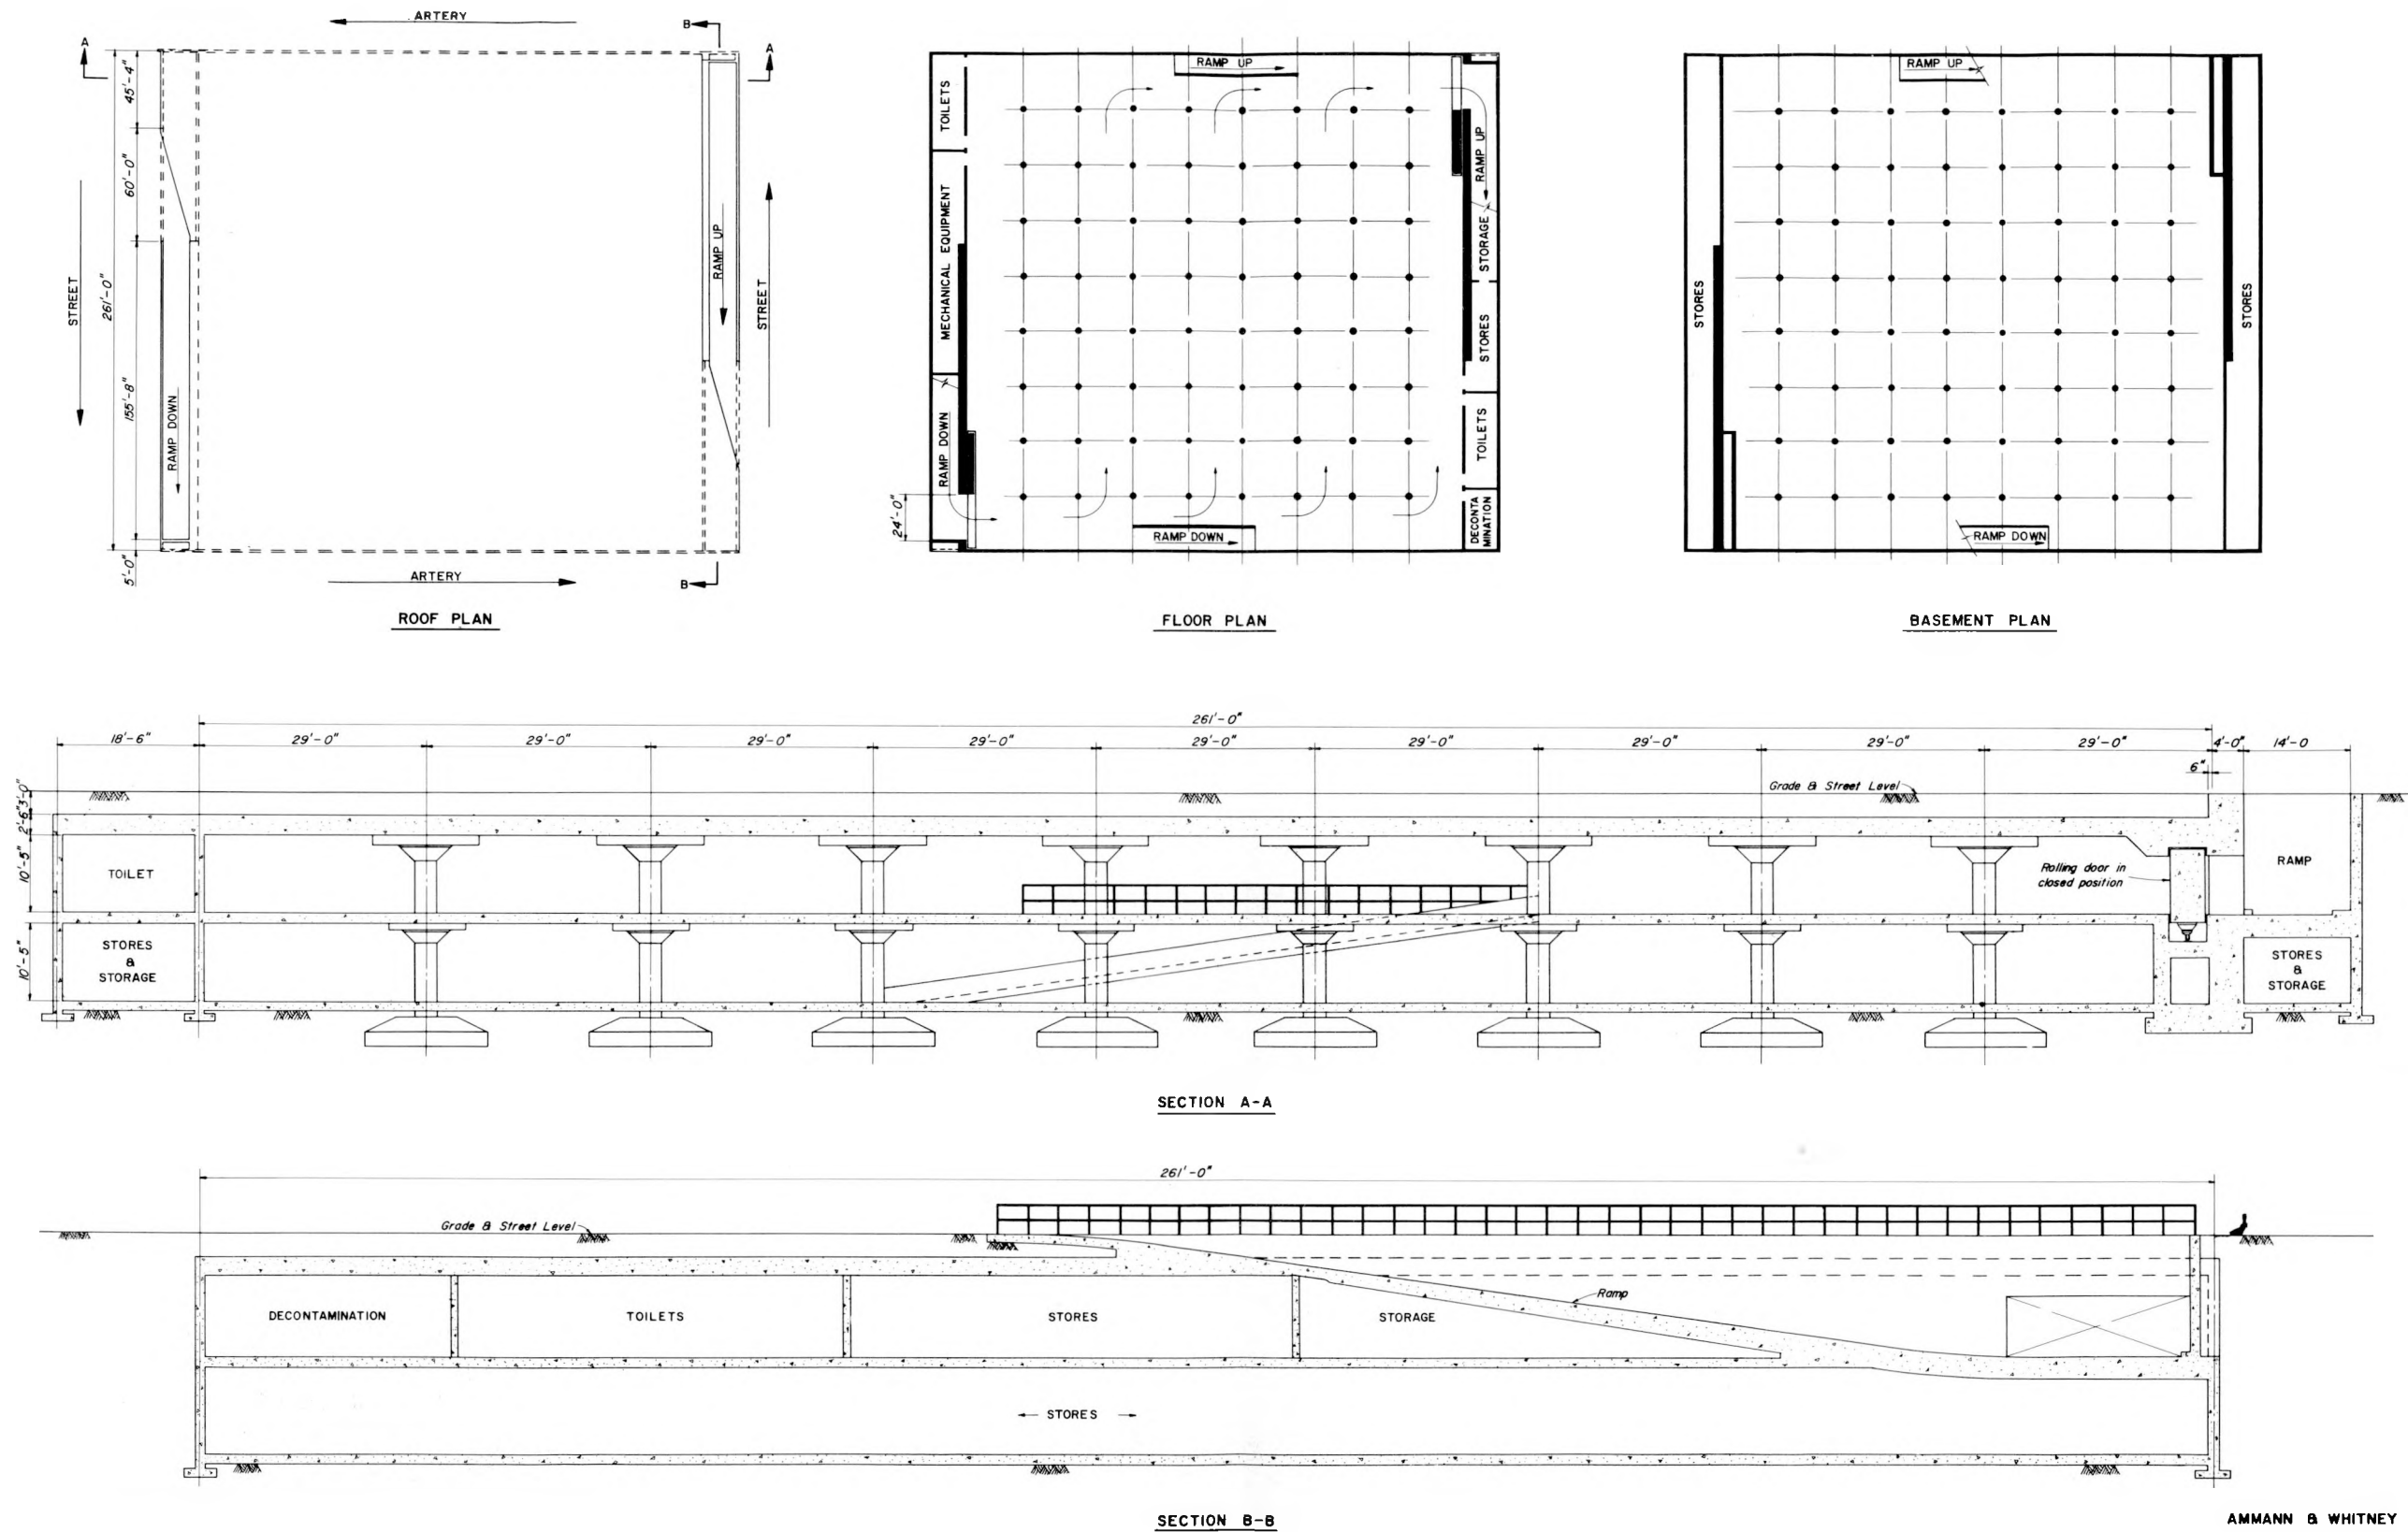 ARTERY
B
A
A
45'-4"
60'-0"
STREET
261'-0"
155'-8"
RAMP DOWN
RAMP UP
STREET
5'-0"
ARTERY
B
ROOF PLAN
RAMP UP
TOILETS
RAMP UP
MECHANICAL EQUIPMENT
STORAGE
STORES
RAMP DOWN
TOILETS
24'-0"
DECONTA
MINATION
RAMP DOWN
FLOOR PLAN
RAMP UP
STORES
STORES
RAMP DOWN
BASEMENT PLAN
261'-0"
18'-6"
29'-0"
29'-0"
29'-0"
29'-0"
29'-0"
29'-0"
29'-0"
29'-0"
29'-0"
4'-0"
14'-0
6"
Grade & Street Level
3'-0"
2'-6"
10'-5"
TOILET
Rolling door in
closed position
RAMP
10'-5"
STORES
&
STORAGE
STORES
&
STORAGE
SECTION A-A
261'-0"
Grade & Street Level
Ramp
DECONTAMINATION
TOILETS
STORES
STORAGE
STORES
SECTION B-B
AMMANN & WHITNEY